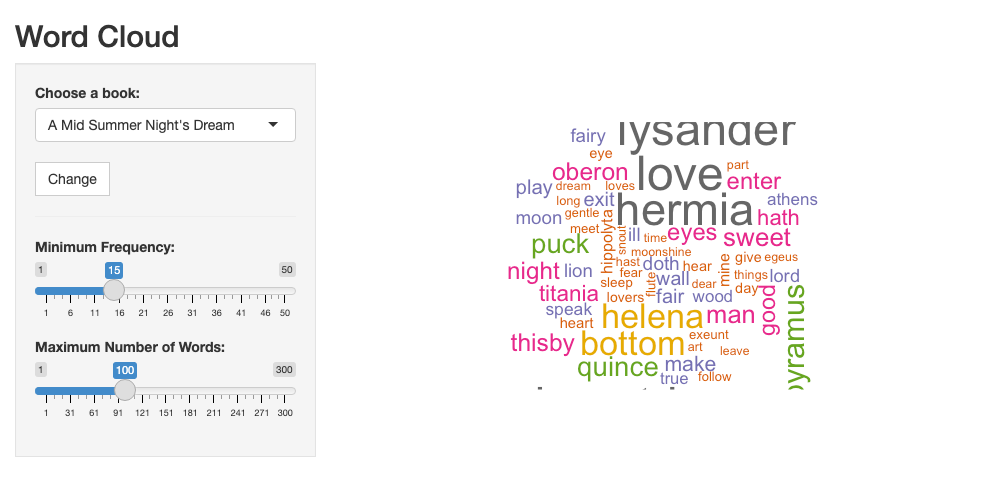 Word Cloud
Choose a book:
A Mid Summer Night's Dream
Change
Minimum Frequency:
1 15 50
1 6 11 16 21 26 31 36 41 46 50
Maximum Number of Words:
1 100 300
1 31 61 91 121 151 181 211 241 271 300
fairy lysander
eye
oberon love part
play dream loves enter
long exit athens
moon gentle hermia hath
meet hippolyta ill time eyes sweet
puck snout moonshine
hast doth hear mine give egeus
night lion fear wall things lord
sleep flute dear day
titania lovers fair wood good
speak helena man pyramus
heart
thisby bottom exeunt
art leave
quince make
true follow